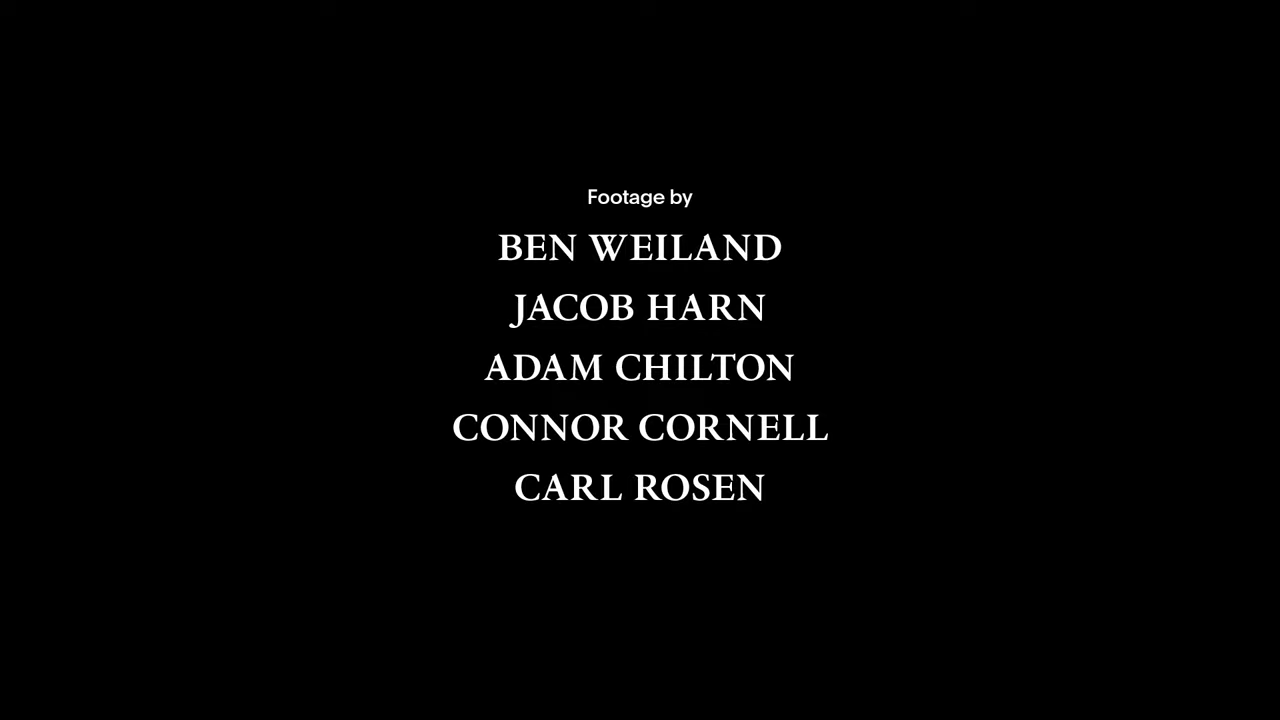 Footage by
BEN WEILAND
JACOB HARN
ADAM CHILTON
CONNOR CORNELL
CARL ROSEN